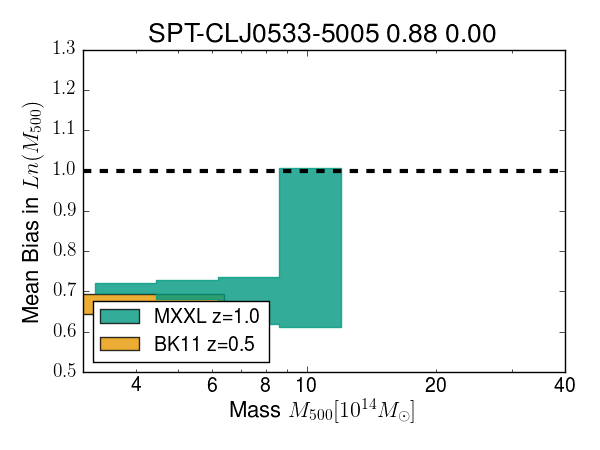 SPT-CLJ0533-5005 0.88 0.00
Mean Bias in Ln(M500)
1.3
1.2
1.1
1.0
0.9
0.8
0.7
0.6
0.5
MXXL z=1.0
BK11 z=0.5
4 6 8 10 20 40
Mass M500[10^14 M⊙]